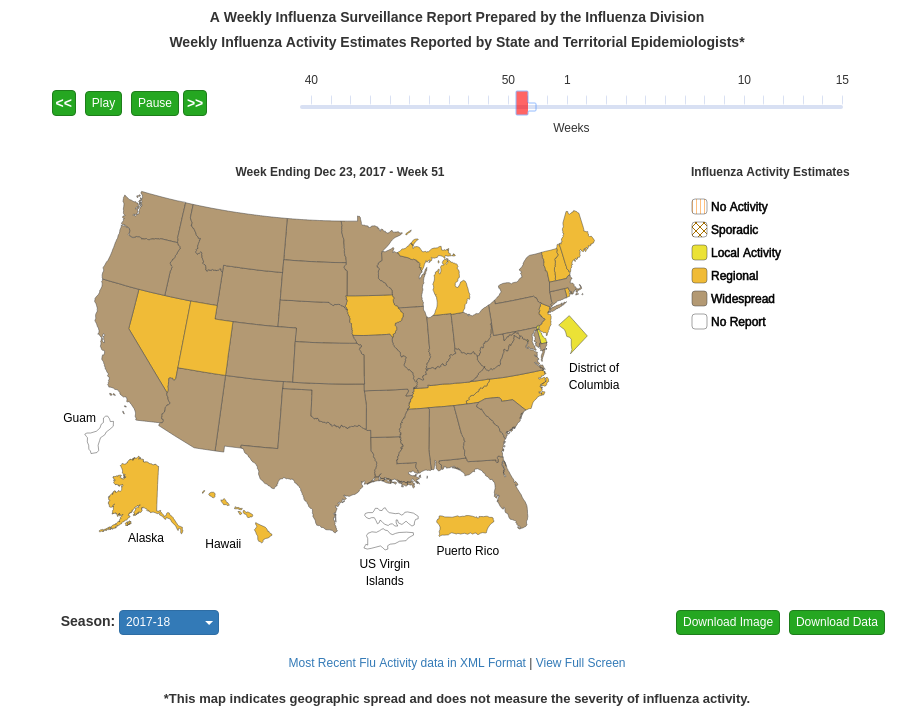 A Weekly Influenza Surveillance Report Prepared by the Influenza Division
Weekly Influenza Activity Estimates Reported by State and Territorial Epidemiologists*
40 50 1 10 15
<< Play Pause >>
Weeks
Week Ending Dec 23, 2017 - Week 51
Influenza Activity Estimates
No Activity
Sporadic
Local Activity
Regional
Widespread
No Report
District of
Columbia
Guam
Alaska
Hawaii
Puerto Rico
US Virgin
Islands
Season: 2017-18
Download Image Download Data
Most Recent Flu Activity data in XML Format | View Full Screen
*This map indicates geographic spread and does not measure the severity of influenza activity.